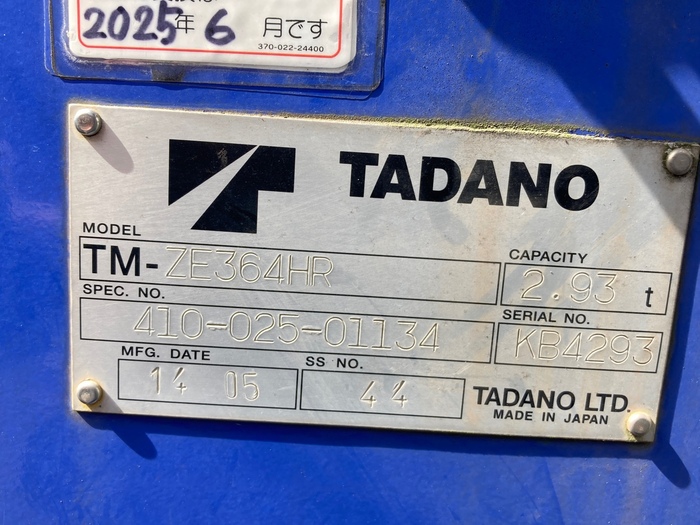 2025年 6 月です
370-022-24400
TADANO
MODEL
TM-ZE364HR
CAPACITY
2.93 t
SPEC. NO.
410-025-01134
SERIAL NO.
KB4293
MFG. DATE
14 05
SS NO.
44
TADANO LTD.
MADE IN JAPAN